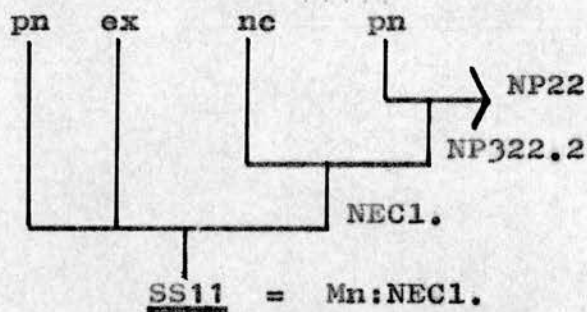 pn ex nc pn
NP22
NP322.2
NEC1.
SS11 = Mn:NEC1.